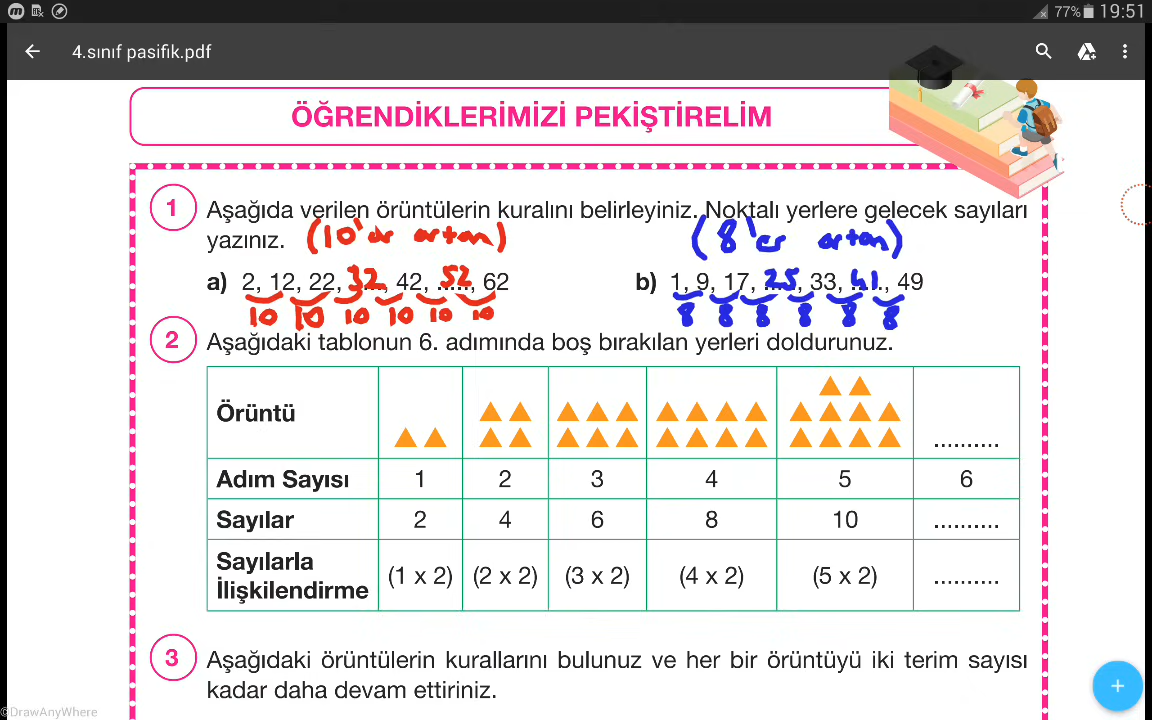 77% 19:51
4.sınıf pasifik.pdf
ÖĞRENDİKLERİMİZİ PEKİŞTİRELİM
1 Aşağıda verilen örüntülerin kuralını belirleyiniz. Noktalı yerlere gelecek sayıları
yazınız. (10'ar artan) (8'er artan)
a) 2, 12, 22, 32, 42, 52, 62 b) 1, 9, 17, 25, 33, 41, 49
10 10 10 10 10 10 8 8 8 8 8 8
2 Aşağıdaki tablonun 6. adımında boş bırakılan yerleri doldurunuz.
Örüntü ..........
Adım Sayısı 1 2 3 4 5 6
Sayılar 2 4 6 8 10 ..........
Sayılarla
İlişkilendirme (1 x 2) (2 x 2) (3 x 2) (4 x 2) (5 x 2) ..........
3 Aşağıdaki örüntülerin kurallarını bulunuz ve her bir örüntüyü iki terim sayısı
kadar daha devam ettiriniz.
©DrawAnyWhere